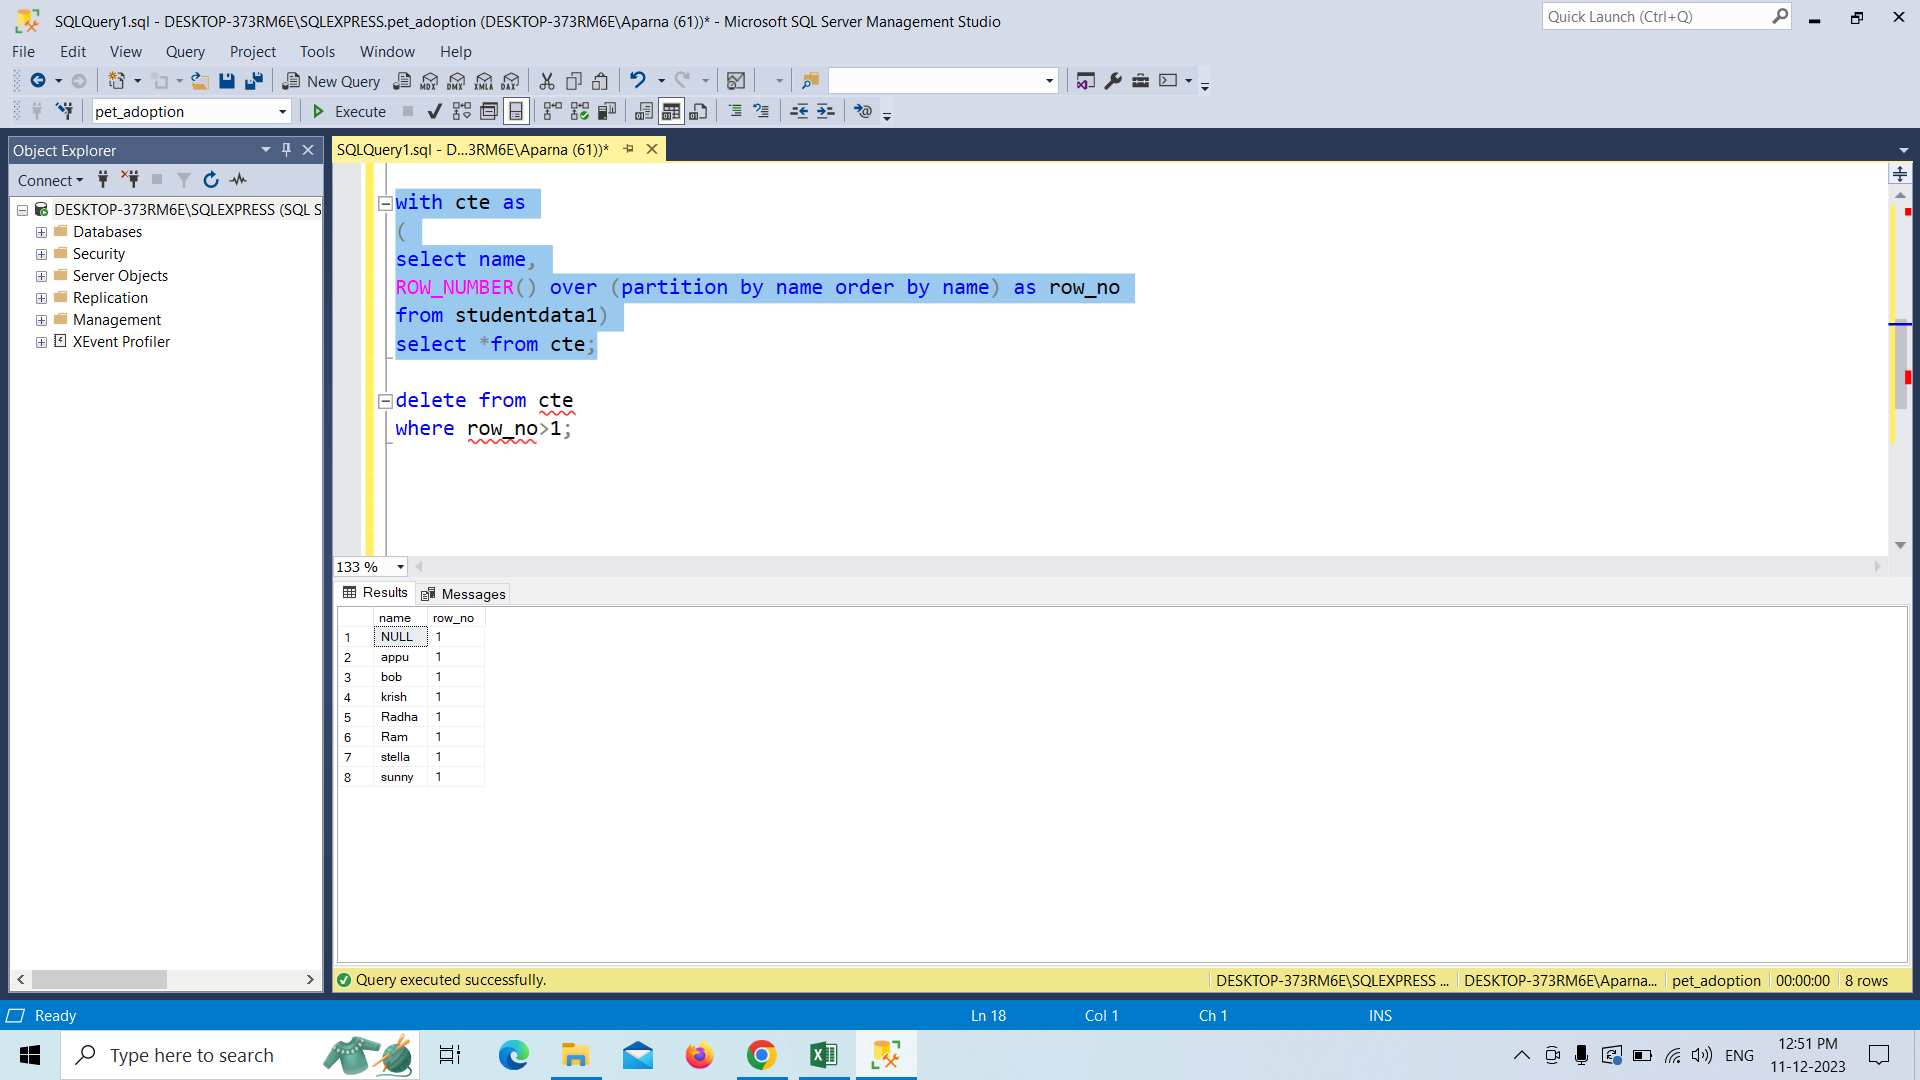 SQLQuery1.sql - DESKTOP-373RM6E\SQLEXPRESS.pet_adoption (DESKTOP-373RM6E\Aparna (61))* - Microsoft SQL Server Management Studio
Quick Launch (Ctrl+Q)
File Edit View Query Project Tools Window Help
New Query MDX DMX XMLA DAX
pet_adoption Execute
Object Explorer
SQLQuery1.sql - D...3RM6E\Aparna (61))*
Connect
DESKTOP-373RM6E\SQLEXPRESS (SQL S
Databases
Security
Server Objects
Replication
Management
XEvent Profiler
with cte as
(
select name,
ROW_NUMBER() over (partition by name order by name) as row_no
from studentdata1)
select *from cte;
delete from cte
where row_no>1;
133 %
Results Messages
name row_no
1 NULL 1
2 appu 1
3 bob 1
4 krish 1
5 Radha 1
6 Ram 1
7 stella 1
8 sunny 1
Query executed successfully.
DESKTOP-373RM6E\SQLEXPRESS ... DESKTOP-373RM6E\Aparna... pet_adoption 00:00:00 8 rows
Ready Ln 18 Col 1 Ch 1 INS
Type here to search
ENG
12:51 PM
11-12-2023